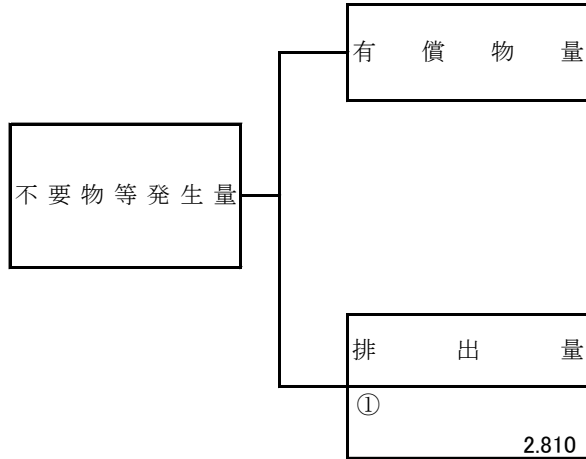 有償物量
不要物等発生量
排出量
①
2.810